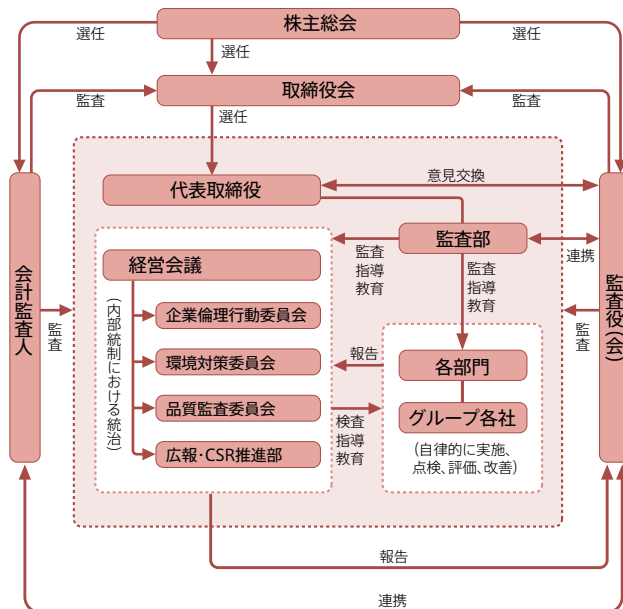 株主総会
選任
選任
選任
取締役会
監査
監査
選任
代表取締役
意見交換
監査部
連携
監査
指導
教育
監査
指導
教育
経営会議
(内部統制における統治)
企業倫理行動委員会
環境対策委員会
品質監査委員会
広報・CSR推進部
報告
検査
指導
教育
各部門
グループ各社
(自律的に実施、
点検、評価、改善)
会計監査人
監査
監査役(会)
監査
報告
連携